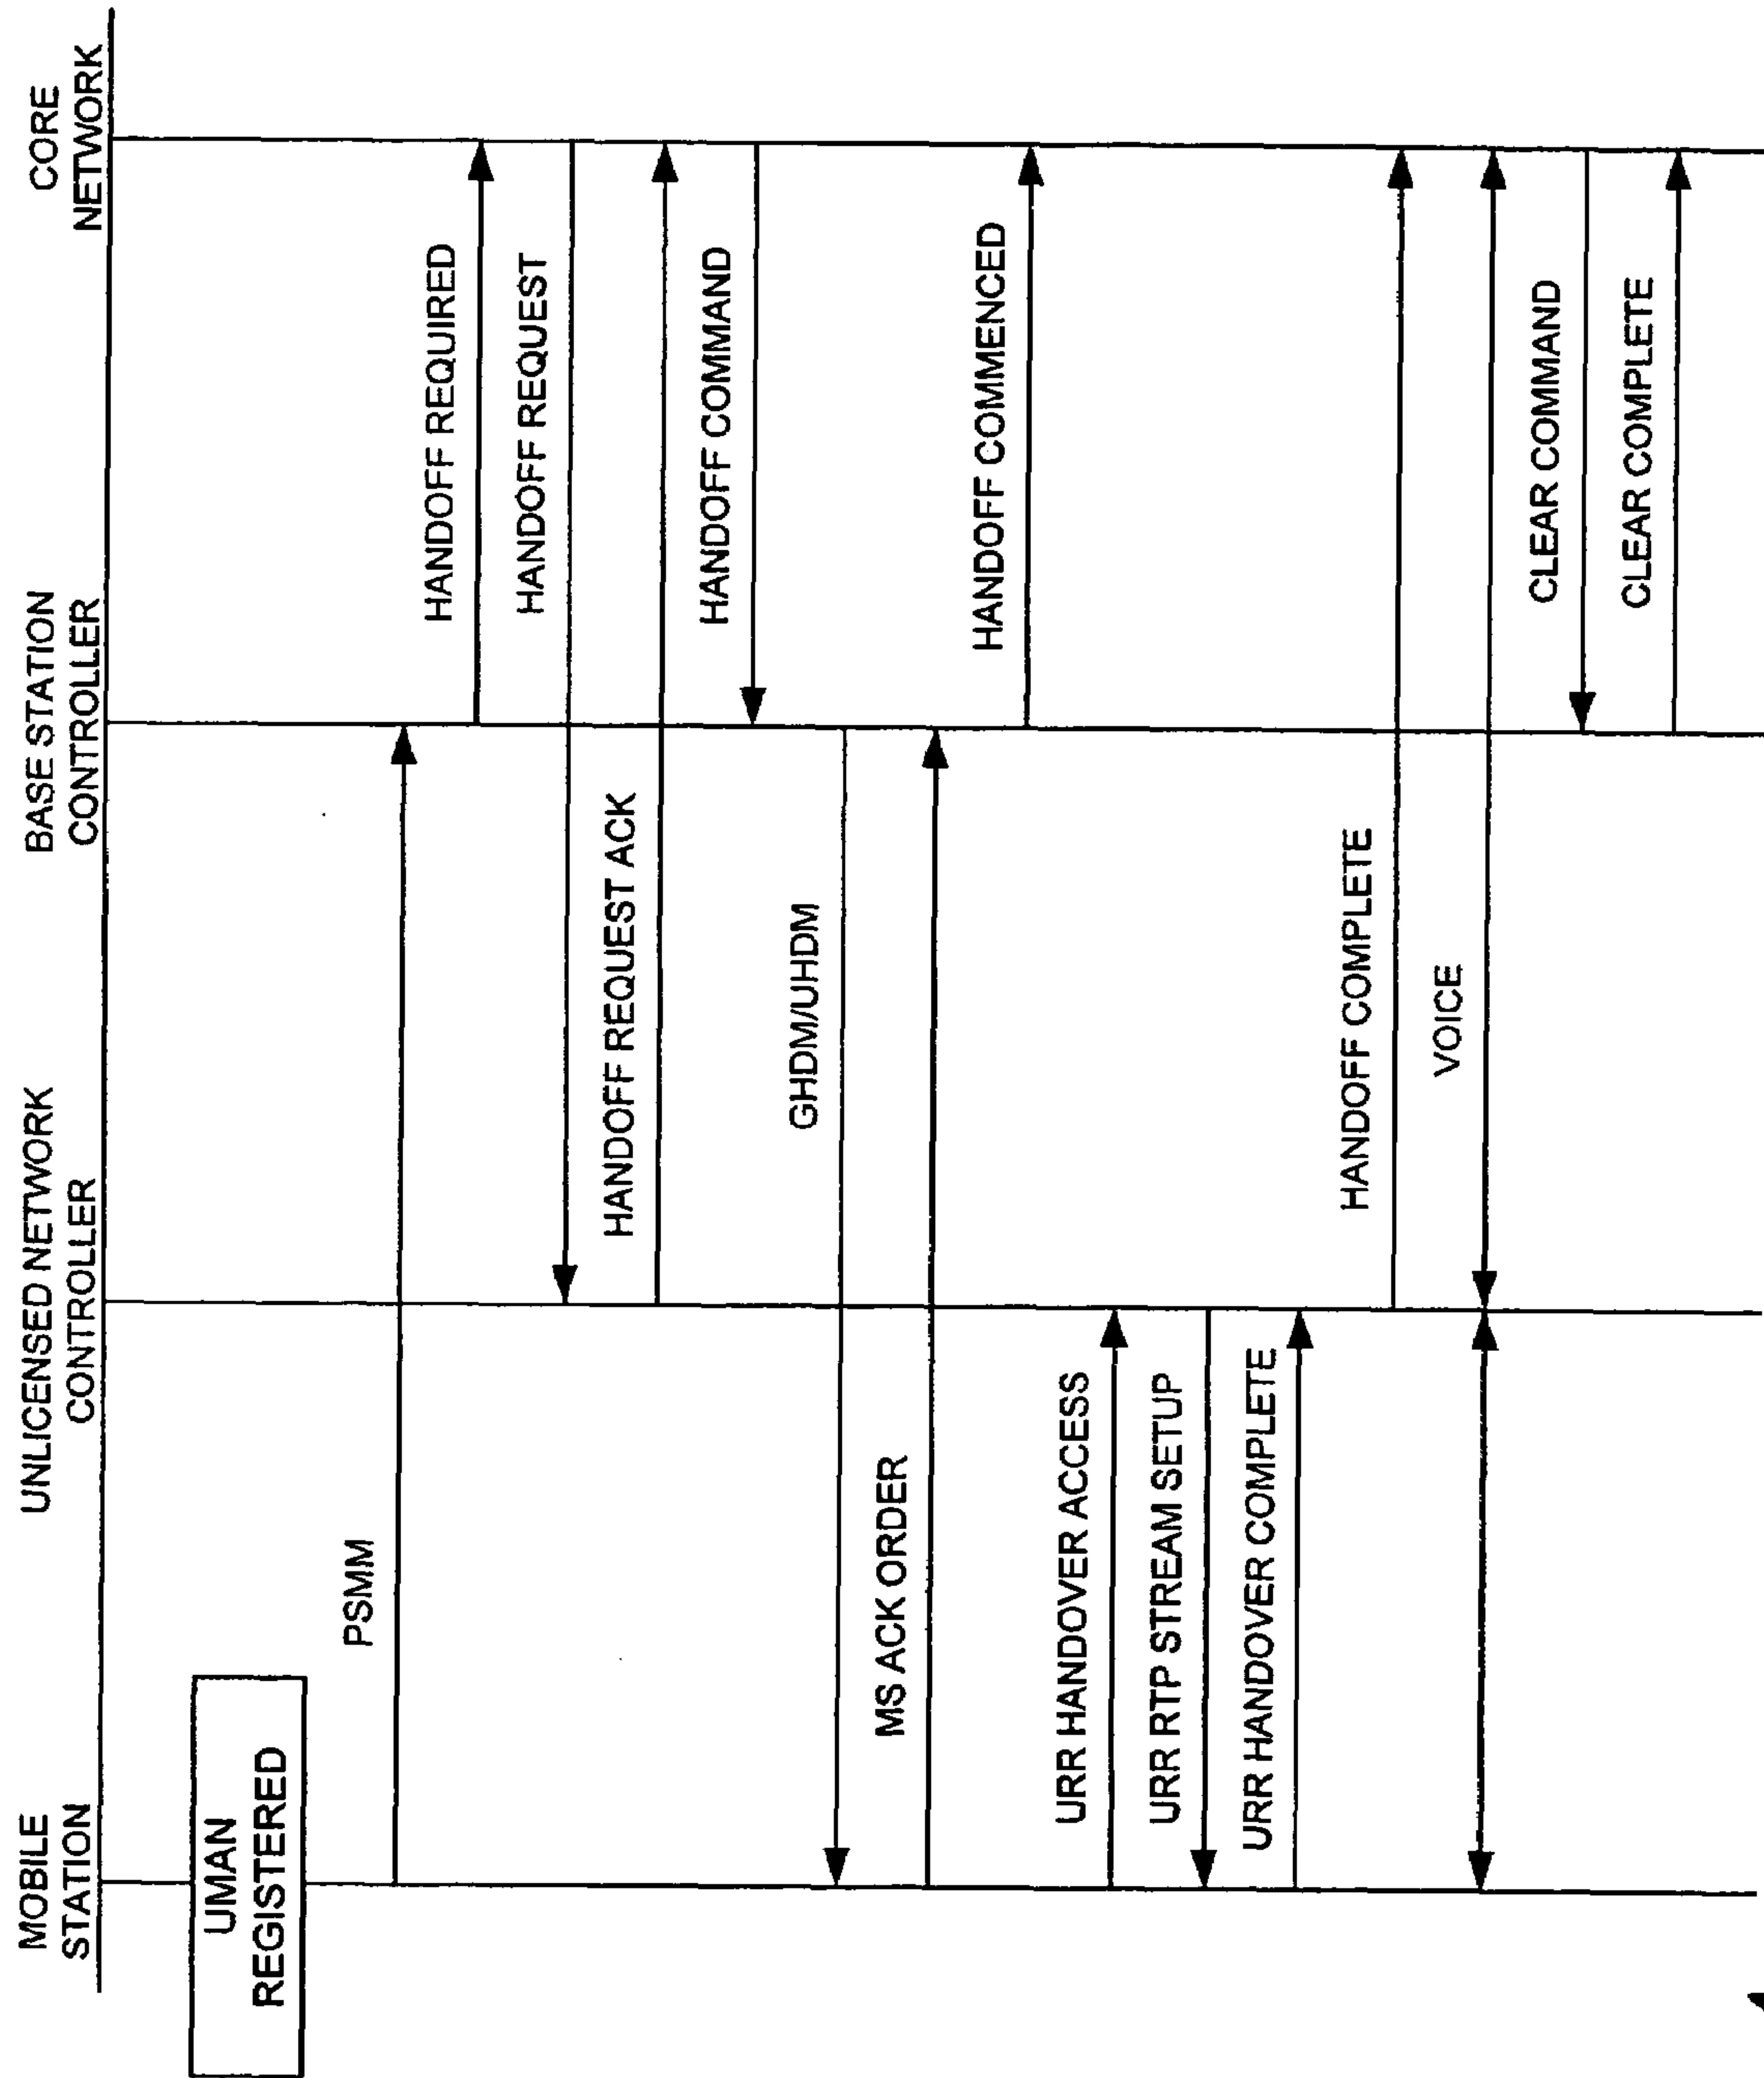 MOBILE
STATION
UNLICENSED NETWORK
CONTROLLER
BASE STATION
CONTROLLER
CORE
NETWORK
UMAN
REGISTERED
PSMM
HANDOFF REQUIRED
HANDOFF REQUEST
HANDOFF REQUEST ACK
HANDOFF COMMAND
GHDM/UHDM
MS ACK ORDER
HANDOFF COMMENCED
URR HANDOVER ACCESS
URR RTP STREAM SETUP
URR HANDOVER COMPLETE
HANDOFF COMPLETE
VOICE
CLEAR COMMAND
CLEAR COMPLETE